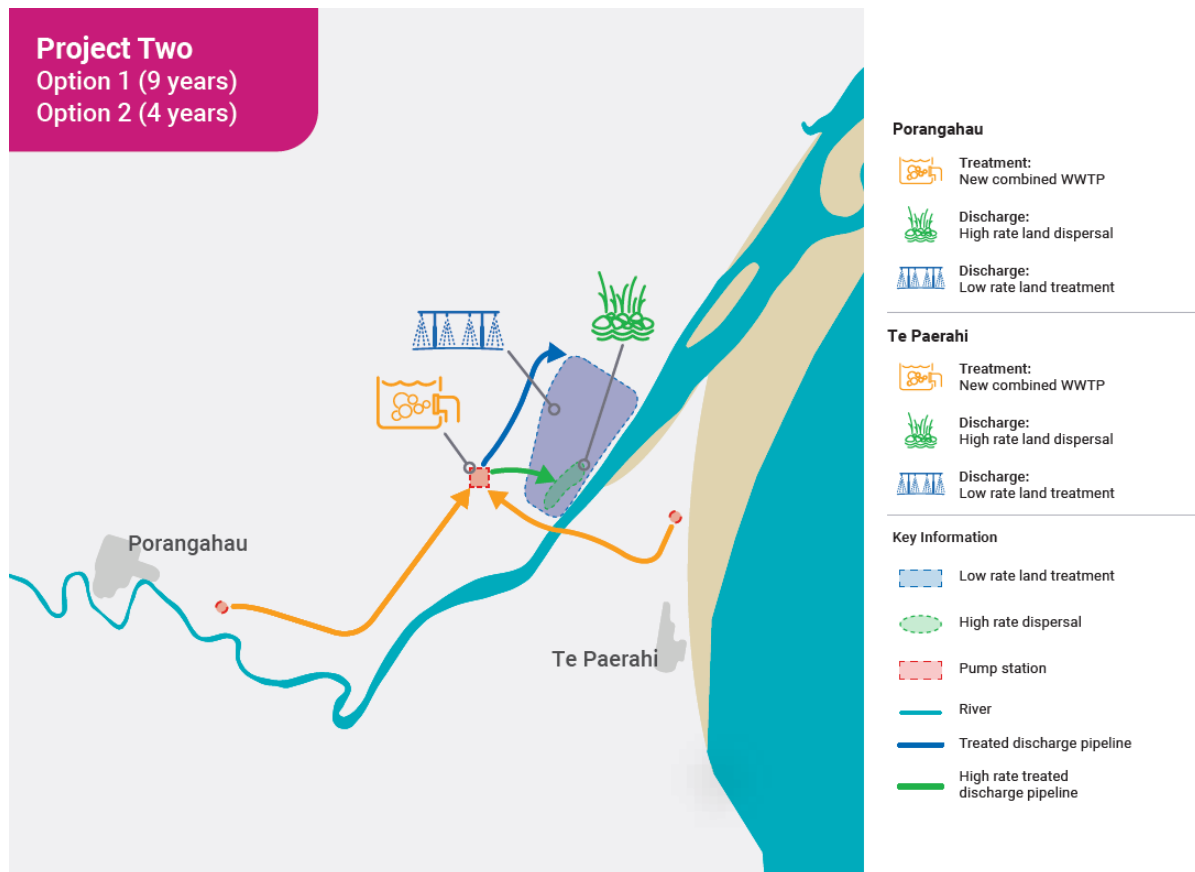 Project Two
Option 1 (9 years)
Option 2 (4 years)
Porangahau
Te Paerahi
Porangahau
Treatment:
New combined WWTP
Discharge:
High rate land dispersal
Discharge:
Low rate land treatment
Te Paerahi
Treatment:
New combined WWTP
Discharge:
High rate land dispersal
Discharge:
Low rate land treatment
Key Information
Low rate land treatment
High rate dispersal
Pump station
River
Treated discharge pipeline
High rate treated
discharge pipeline